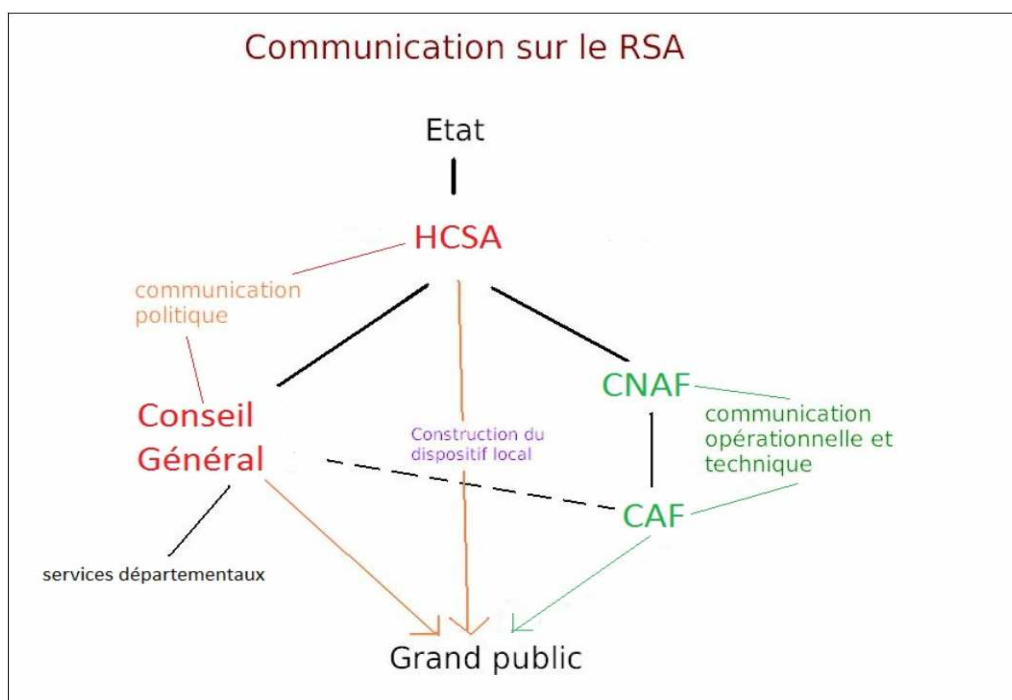 Communication sur le RSA
Etat
HCSA
communication
politique
CNAF
Conseil
Général
communication
opérationnelle et
technique
Construction du
dispositif local
CAF
services départementaux
Grand public